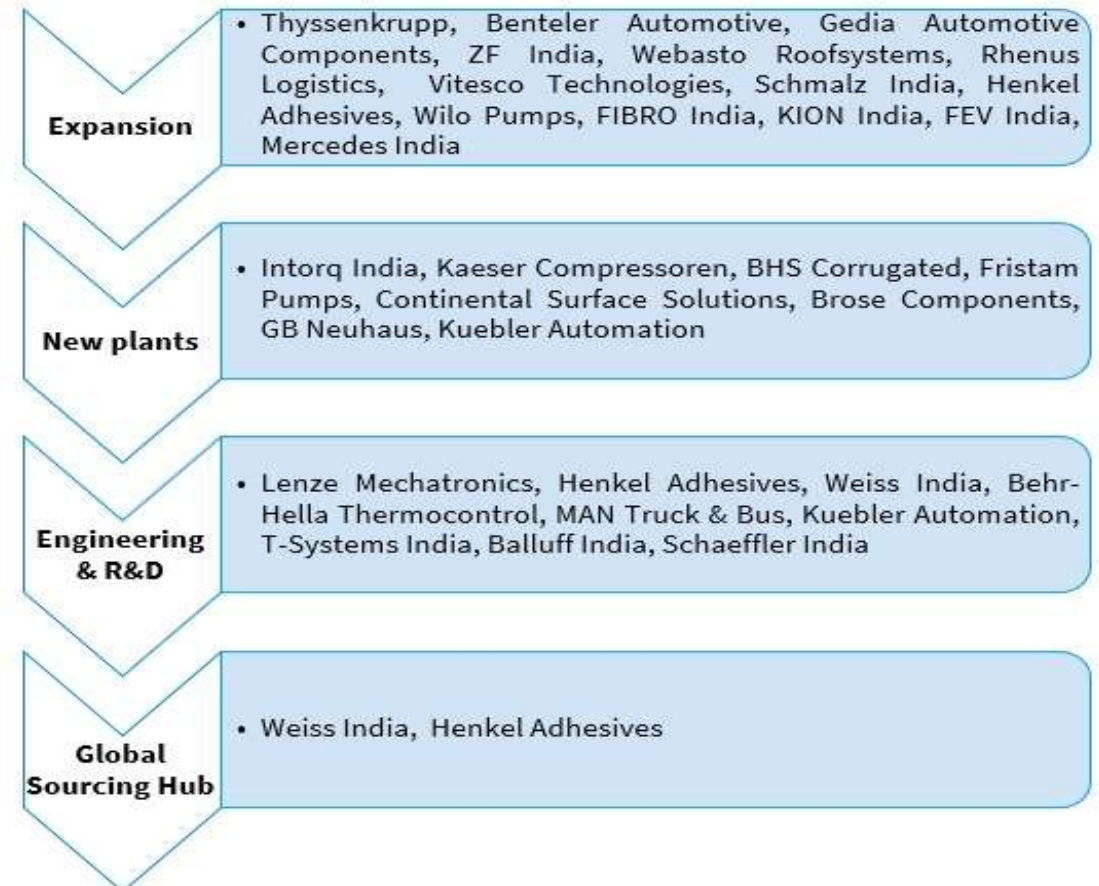 Expansion
• Thyssenkrupp, Benteler Automotive, Gedia Automotive
Components, ZF India, Webasto Roofsystems, Rhenus
Logistics, Vitesco Technologies, Schmalz India, Henkel
Adhesives, Wilo Pumps, FIBRO India, KION India, FEV India,
Mercedes India
New plants
• Intorq India, Kaeser Compressoren, BHS Corrugated, Fristam
Pumps, Continental Surface Solutions, Brose Components,
GB Neuhaus, Kuebler Automation
Engineering
& R&D
• Lenze Mechatronics, Henkel Adhesives, Weiss India, Behr-
Hella Thermocontrol, MAN Truck & Bus, Kuebler Automation,
T-Systems India, Balluff India, Schaeffler India
Global
Sourcing Hub
• Weiss India, Henkel Adhesives